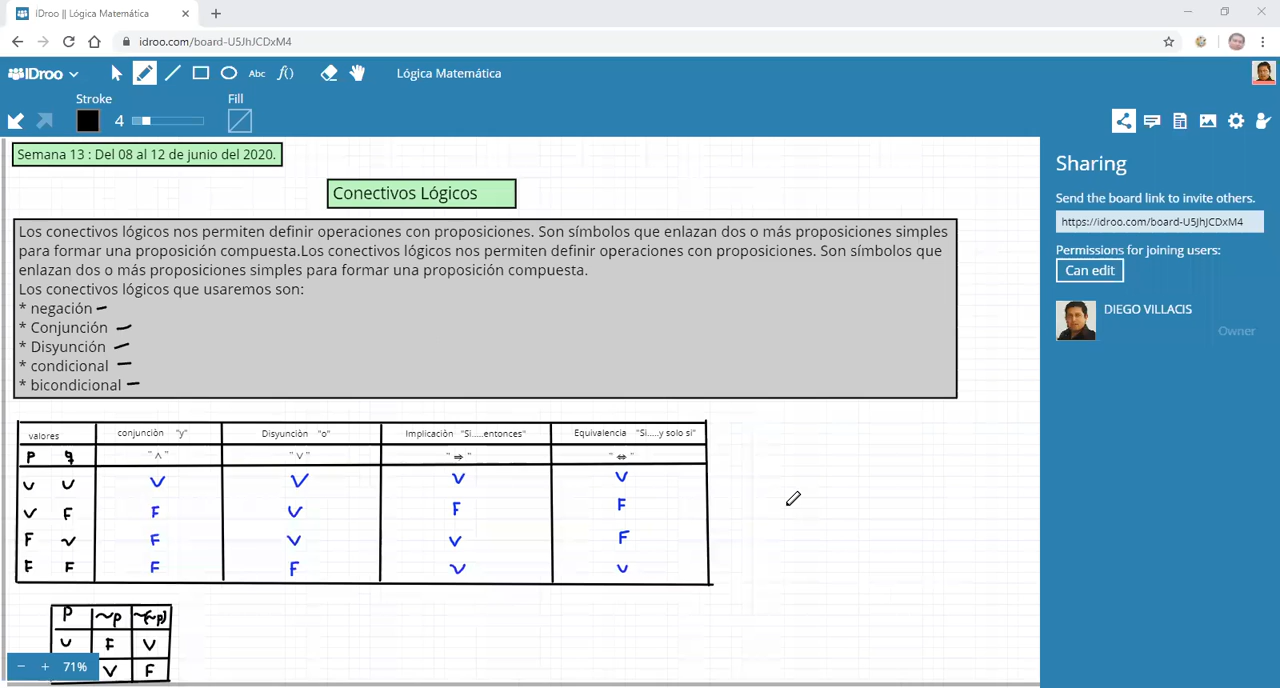 iDroo || Lógica Matemática
idroo.com/board-U5JhJCDxM4
IDroo
Abc
f()
Lógica Matemática
Stroke
Fill
4
Semana 13 : Del 08 al 12 de junio del 2020.
Conectivos Lógicos
Los conectivos lógicos nos permiten definir operaciones con proposiciones. Son símbolos que enlazan dos o más proposiciones simples
para formar una proposición compuesta.Los conectivos lógicos nos permiten definir operaciones con proposiciones. Son símbolos que
enlazan dos o más proposiciones simples para formar una proposición compuesta.
Los conectivos lógicos que usaremos son:
* negación
* Conjunción
* Disyunción
* condicional
* bicondicional
valores conjunciòn "y" Disyunciòn "o" Implicaciòn "Si.....entonces" Equivalencia "Si.....y solo si"
P q "∧" "∨" "⇒" "⇔"
V V V V V V
V F F V F F
F V F V V F
F F F F V V
P ~p ~(~p)
V F V
V F
71%
Sharing
Send the board link to invite others.
https://idroo.com/board-U5JhJCDxM4
Permissions for joining users:
Can edit
DIEGO VILLACIS
Owner